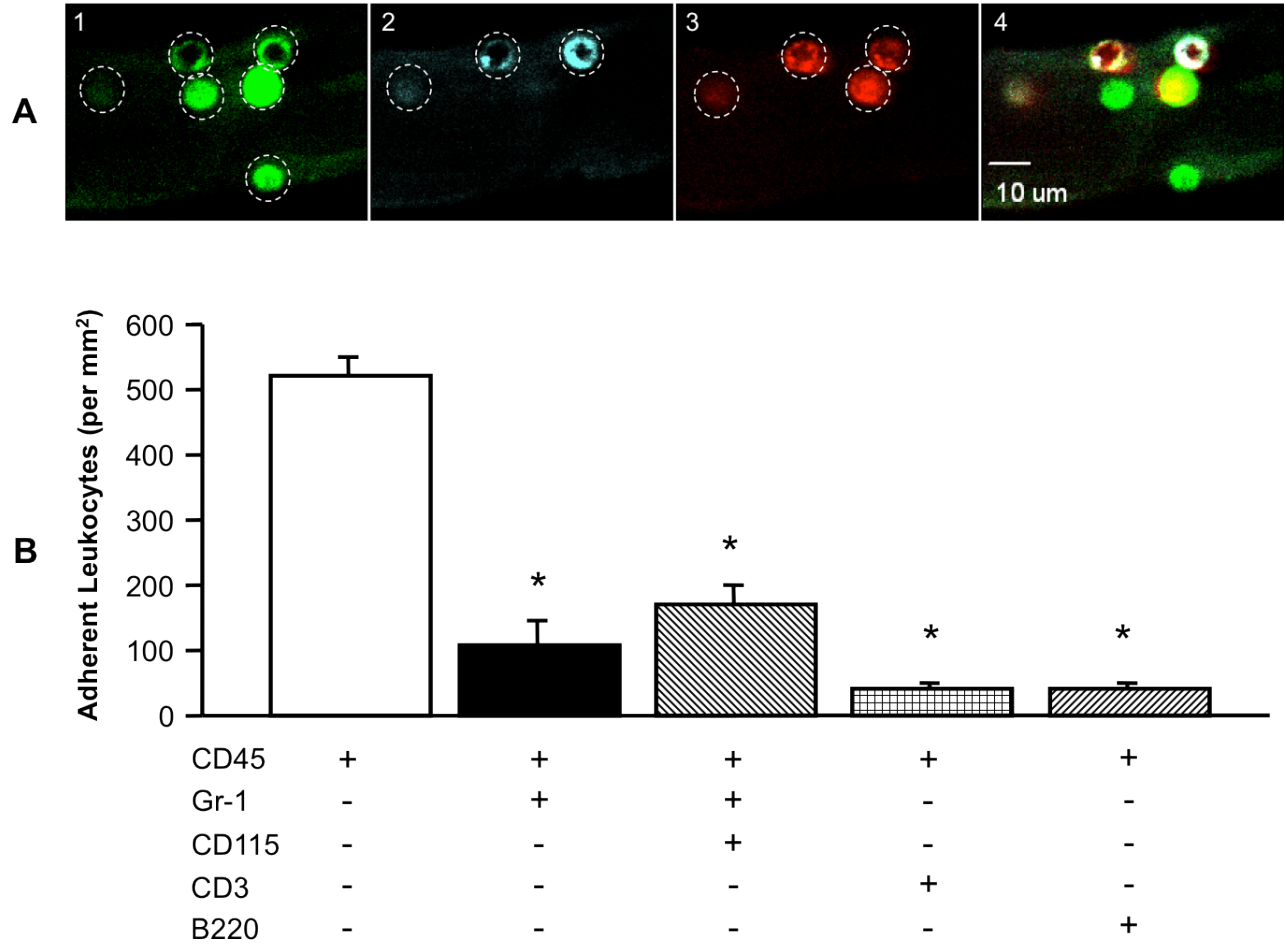 1 2 3 4
A
10 um
B
Adherent Leukocytes (per mm²)
600
500
400
300
200
100
0
* * * *
CD45 + + + + +
Gr-1 - + + - -
CD115 - - + - -
CD3 - - - + -
B220 - - - - +